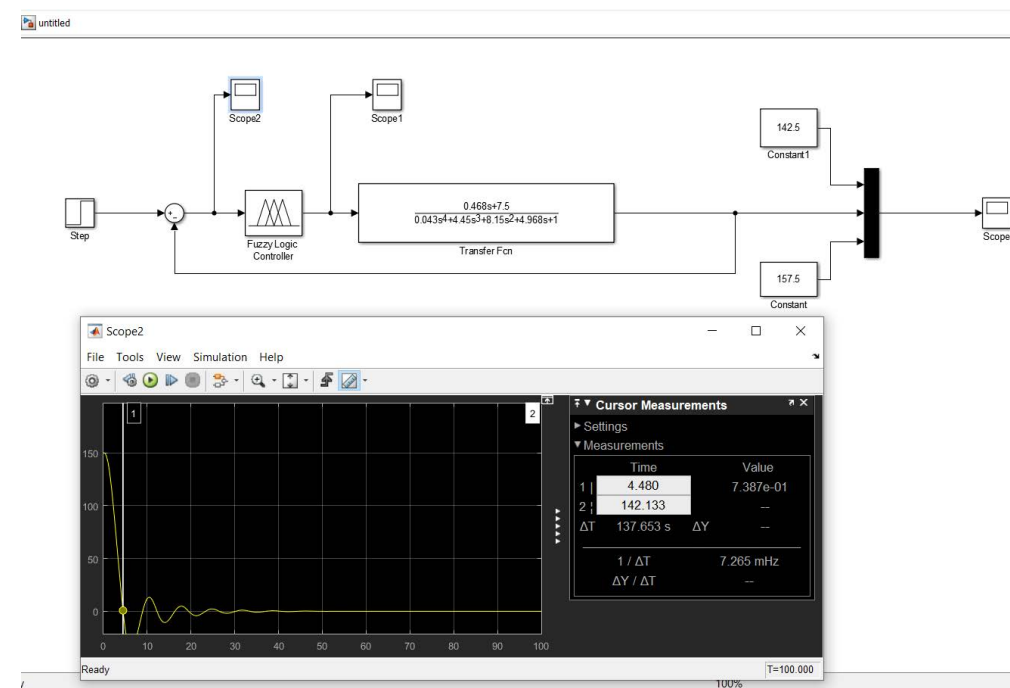 untitled
Scope2
Scope1
142.5
Constant1
Step
+
-
Fuzzy Logic
Controller
0.468s+7.5
0.043s4+4.45s3+8.15s2+4.968s+1
Transfer Fcn
Scope
157.5
Constant
Scope2
File Tools View Simulation Help
1
2
150
100
50
0
0 10 20 30 40 50 60 70 80 90 100
Cursor Measurements
Settings
Measurements
Time Value
1 4.480 7.387e-01
2 142.133 --
ΔT 137.653 s ΔY --
1 / ΔT 7.265 mHz
ΔY / ΔT --
Ready
T=100.000
100%